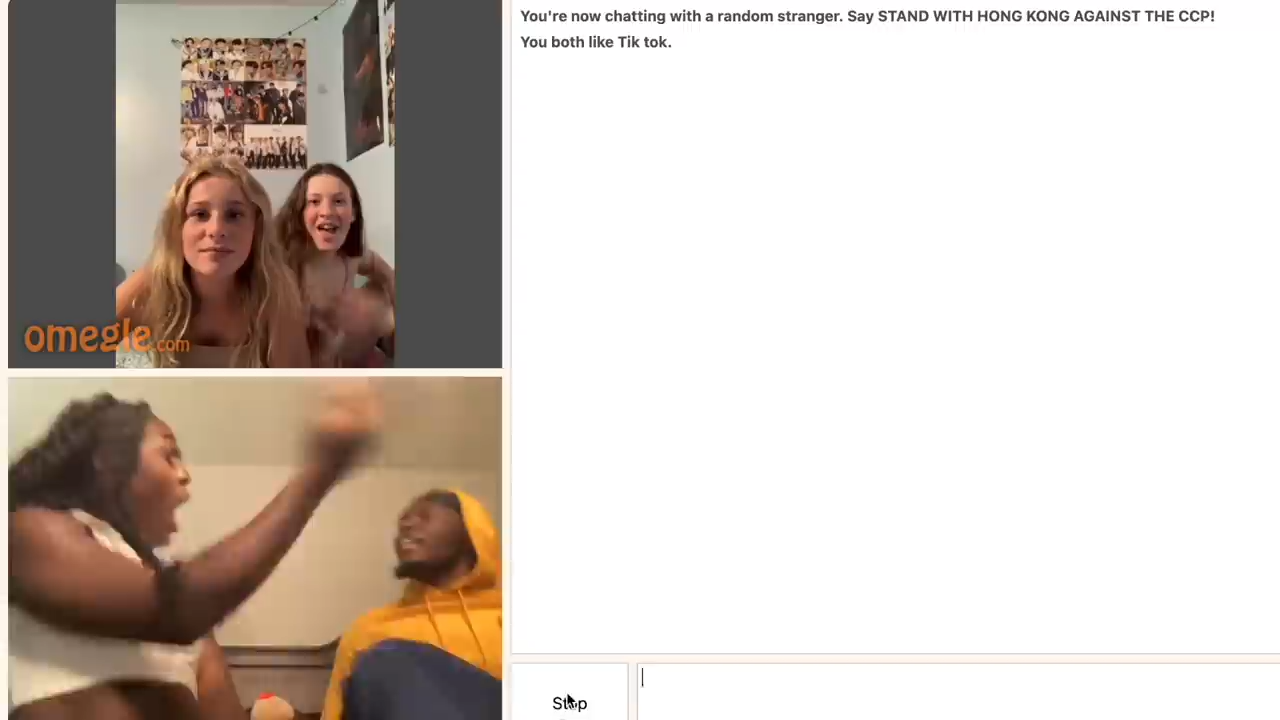 You're now chatting with a random stranger. Say STAND WITH HONG KONG AGAINST THE CCP!
You both like Tik tok.
omegle.com
Stop